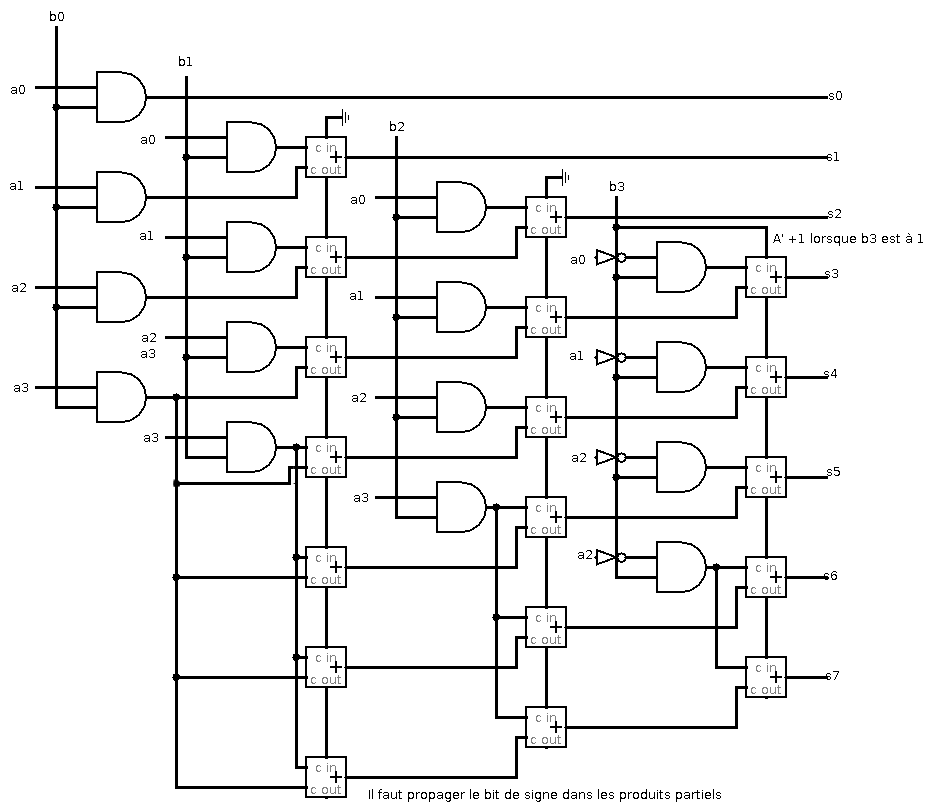 b0
b1
a0
s0
b2
a0
c in
+
c out
s1
b3
a1
a0
c in
+
c out
s2
a1
A' +1 lorsque b3 est à 1
c in
+
c out
a0
c in
+
c out
s3
a2
a1
c in
+
c out
a2
a3
c in
+
c out
a1
c in
+
c out
s4
a3
a2
c in
+
c out
a3
c in
+
c out
a2
c in
+
c out
s5
a3
c in
+
c out
c in
+
c out
a2
c in
+
c out
s6
c in
+
c out
c in
+
c out
c in
+
c out
s7
c in
+
c out
c in
+
c out
Il faut propager le bit de signe dans les produits partiels